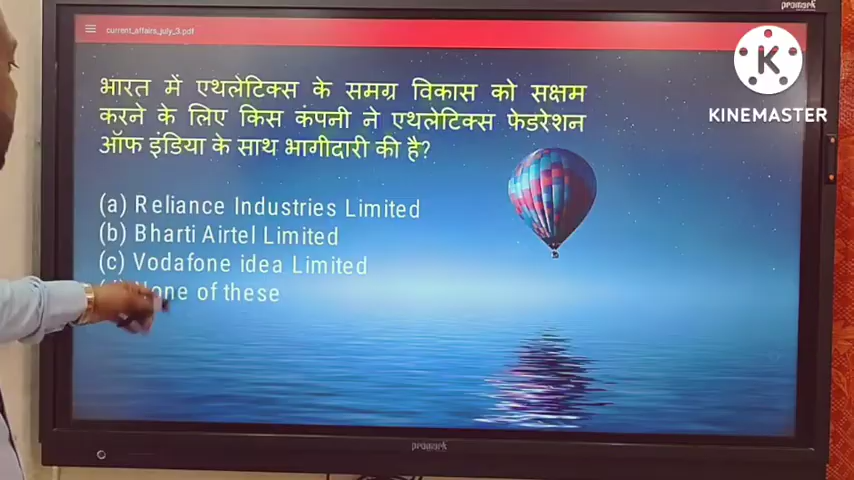 promark
current_affairs_july_3.pdf
KINEMASTER
भारत में एथलेटिक्स के समग्र विकास को सक्षम
करने के लिए किस कंपनी ने एथलेटिक्स फेडरेशन
ऑफ इंडिया के साथ भागीदारी की है?
(a) Reliance Industries Limited
(b) Bharti Airtel Limited
(c) Vodafone idea Limited
None of these
promark